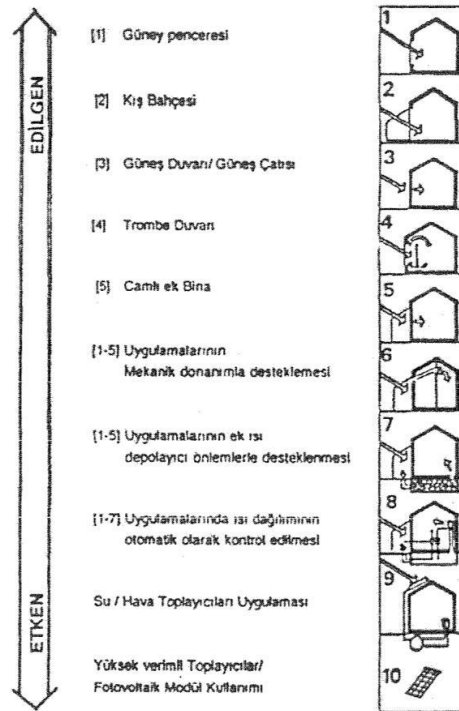 EDİLGEN
ETKEN
[1] Güney penceresi
[2] Kış Bahçesi
[3] Güneş Duvarı/ Güneş Çatısı
[4] Trombe Duvarı
[5] Camlı ek Bina
[1-5] Uygulamalarının
Mekanik donanımla desteklemesi
[1-5] Uygulamalarının ek ısı
depolayıcı önlemlerle desteklenmesi
[1-7] Uygulamalarında ısı dağılımının
otomatik olarak kontrol edilmesi
Su / Hava Toplayıcıları Uygulaması
Yüksek verimli Toplayıcılar/
Fotovoltaik Modül Kullanımı
1
2
3
4
5
6
7
8
9
10